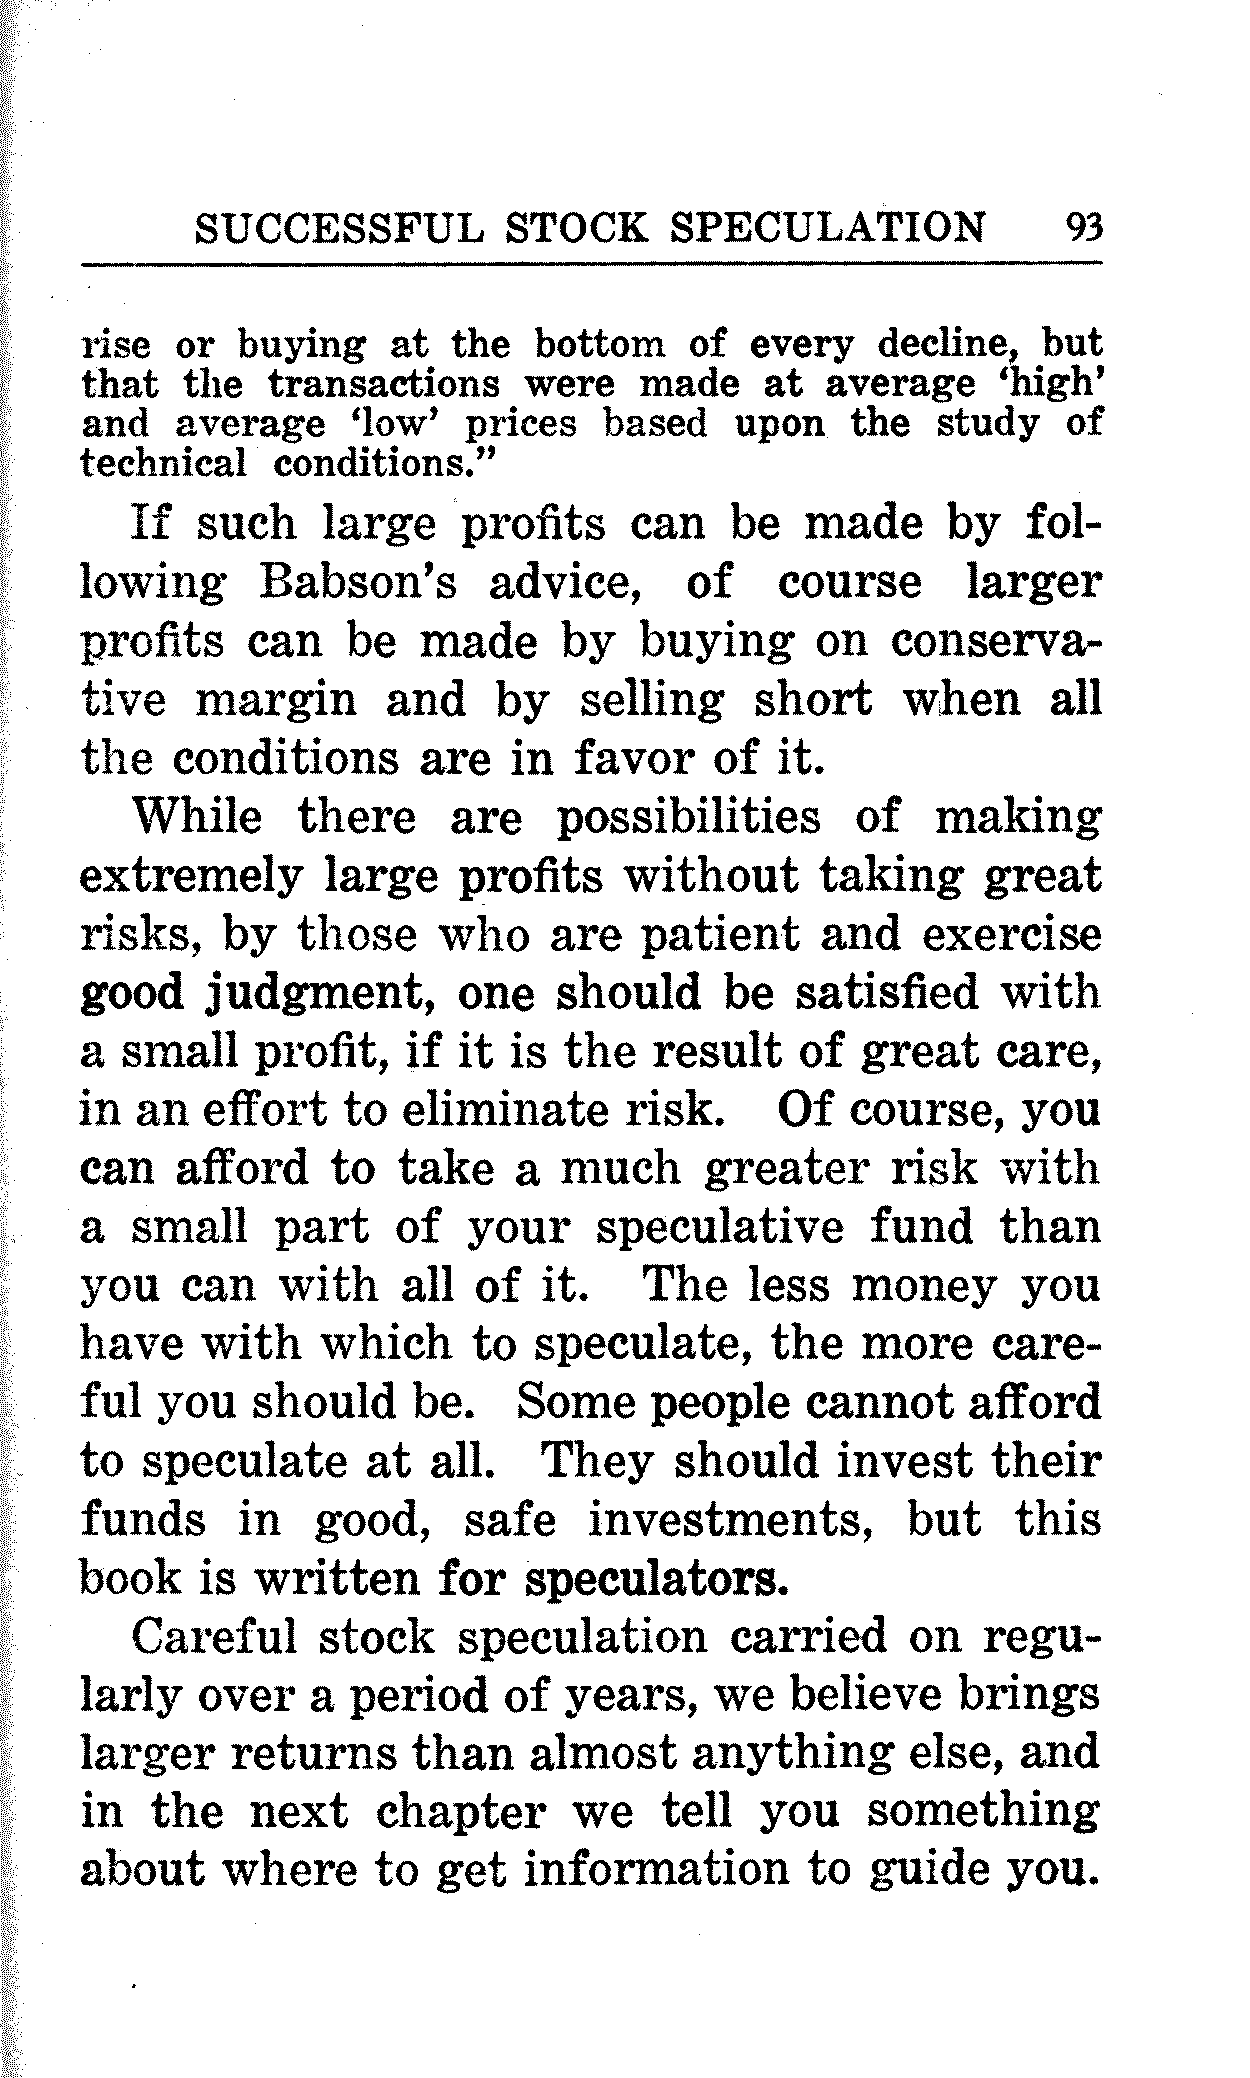 SUCCESSFUL STOCK SPECULATION 93
rise or buying at the bottom of every decline, but
that the transactions were made at average ‘high’
and average ‘low’ prices based upon the study of
technical conditions.”
If such large profits can be made by fol-
lowing Babson’s advice, of course larger
profits can be made by buying on conserva-
tive margin and by selling short when all
the conditions are in favor of it.
While there are possibilities of making
extremely large profits without taking great
risks, by those who are patient and exercise
good judgment, one should be satisfied with
a small profit, if it is the result of great care,
in an effort to eliminate risk. Of course, you
can afford to take a much greater risk with
a small part of your speculative fund than
you can with all of it. The less money you
have with which to speculate, the more care-
ful you should be. Some people cannot afford
to speculate at all. They should invest their
funds in good, safe investments, but this
book is written for speculators.
Careful stock speculation carried on regu-
larly over a period of years, we believe brings
larger returns than almost anything else, and
in the next chapter we tell you something
about where to get information to guide you.